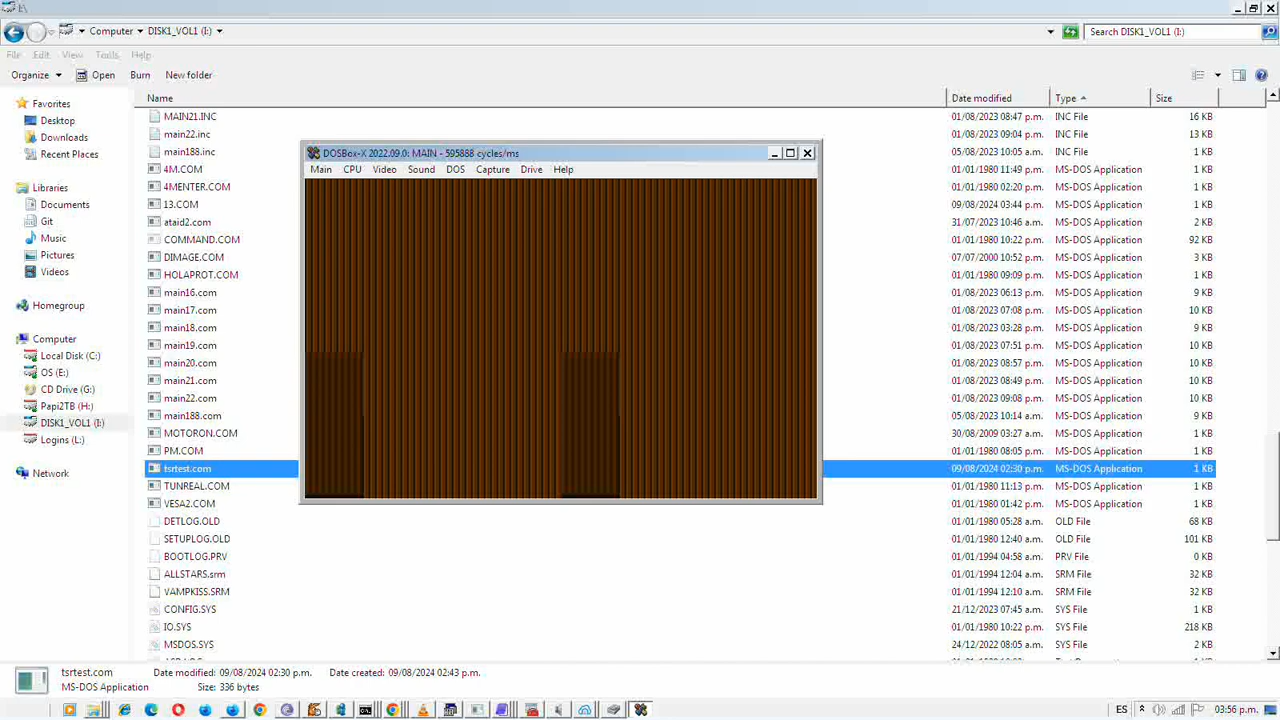 I:\
Computer DISK1_VOL1 (I:) Search DISK1_VOL1 (I:)
File Edit View Tools Help
Organize Open Burn New folder
Name Date modified Type Size
Favorites
Desktop
Downloads
Recent Places
Libraries
Documents
Git
Music
Pictures
Videos
Homegroup
Computer
Local Disk (C:)
OS (E:)
CD Drive (G:)
Papi2TB (H:)
DISK1_VOL1 (I:)
Logins (L:)
Network
MAIN21.INC 01/08/2023 08:47 p.m. INC File 16 KB
main22.inc 01/08/2023 09:04 p.m. INC File 13 KB
main188.inc 05/08/2023 10:05 a.m. INC File 13 KB
4M.COM 01/01/1980 11:49 p.m. MS-DOS Application 1 KB
4MENTER.COM 01/01/1980 02:20 p.m. MS-DOS Application 1 KB
13.COM 09/08/2024 03:44 p.m. MS-DOS Application 1 KB
ataid2.com 31/07/2023 10:46 a.m. MS-DOS Application 2 KB
COMMAND.COM 01/01/1980 10:22 p.m. MS-DOS Application 92 KB
DIMAGE.COM 07/07/2000 10:52 p.m. MS-DOS Application 3 KB
HOLAPROT.COM 01/01/1980 09:09 p.m. MS-DOS Application 1 KB
main16.com 01/08/2023 06:13 p.m. MS-DOS Application 9 KB
main17.com 01/08/2023 07:08 p.m. MS-DOS Application 10 KB
main18.com 01/08/2023 03:28 p.m. MS-DOS Application 9 KB
main19.com 01/08/2023 07:51 p.m. MS-DOS Application 10 KB
main20.com 01/08/2023 08:57 p.m. MS-DOS Application 10 KB
main21.com 01/08/2023 08:49 p.m. MS-DOS Application 10 KB
main22.com 01/08/2023 09:08 p.m. MS-DOS Application 10 KB
main188.com 05/08/2023 10:14 a.m. MS-DOS Application 9 KB
MOTORON.COM 30/08/2009 03:27 a.m. MS-DOS Application 1 KB
PM.COM 01/01/1980 08:05 p.m. MS-DOS Application 1 KB
tsrtest.com 09/08/2024 02:30 p.m. MS-DOS Application 1 KB
TUNREAL.COM 01/01/1980 11:13 p.m. MS-DOS Application 1 KB
VESA2.COM 01/01/1980 08:05 a.m. MS-DOS Application 1 KB
DETLOG.OLD 01/01/1980 05:28 a.m. OLD File 68 KB
SETUPLOG.OLD 01/01/1980 12:40 a.m. OLD File 101 KB
BOOTLOG.PRV 01/01/1994 04:58 a.m. PRV File 0 KB
ALLSTARS.srm 01/01/1994 12:04 a.m. SRM File 32 KB
VAMPKISS.SRM 01/01/1994 12:04 a.m. SRM File 32 KB
CONFIG.SYS 21/12/2023 07:45 a.m. SYS File 1 KB
IO.SYS 01/01/1980 10:22 p.m. SYS File 218 KB
MSDOS.SYS 24/12/2022 08:05 a.m. SYS File 2 KB
DOSBox-X 2022.09.0: MAIN - 595888 cycles/ms
Main CPU Video Sound DOS Capture Drive Help
tsrtest.com Date modified: 09/08/2024 02:30 p.m. Date created: 09/08/2024 02:43 p.m.
MS-DOS Application Size: 336 bytes
ES 03:56 p.m.